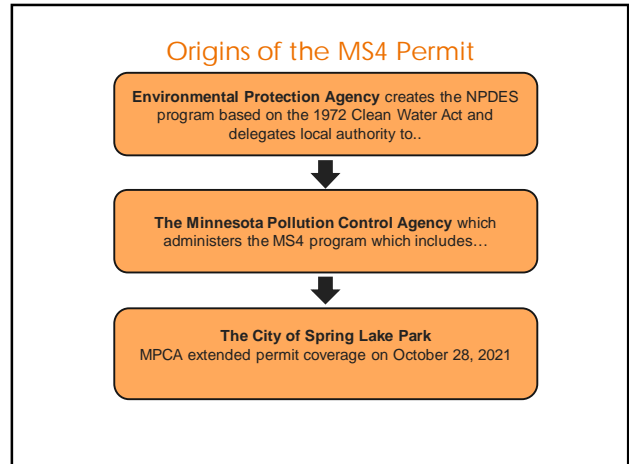 Origins of the MS4 Permit
Environmental Protection Agency creates the NPDES
program based on the 1972 Clean Water Act and
delegates local authority to..
The Minnesota Pollution Control Agency which
administers the MS4 program which includes…
The City of Spring Lake Park
MPCA extended permit coverage on October 28, 2021